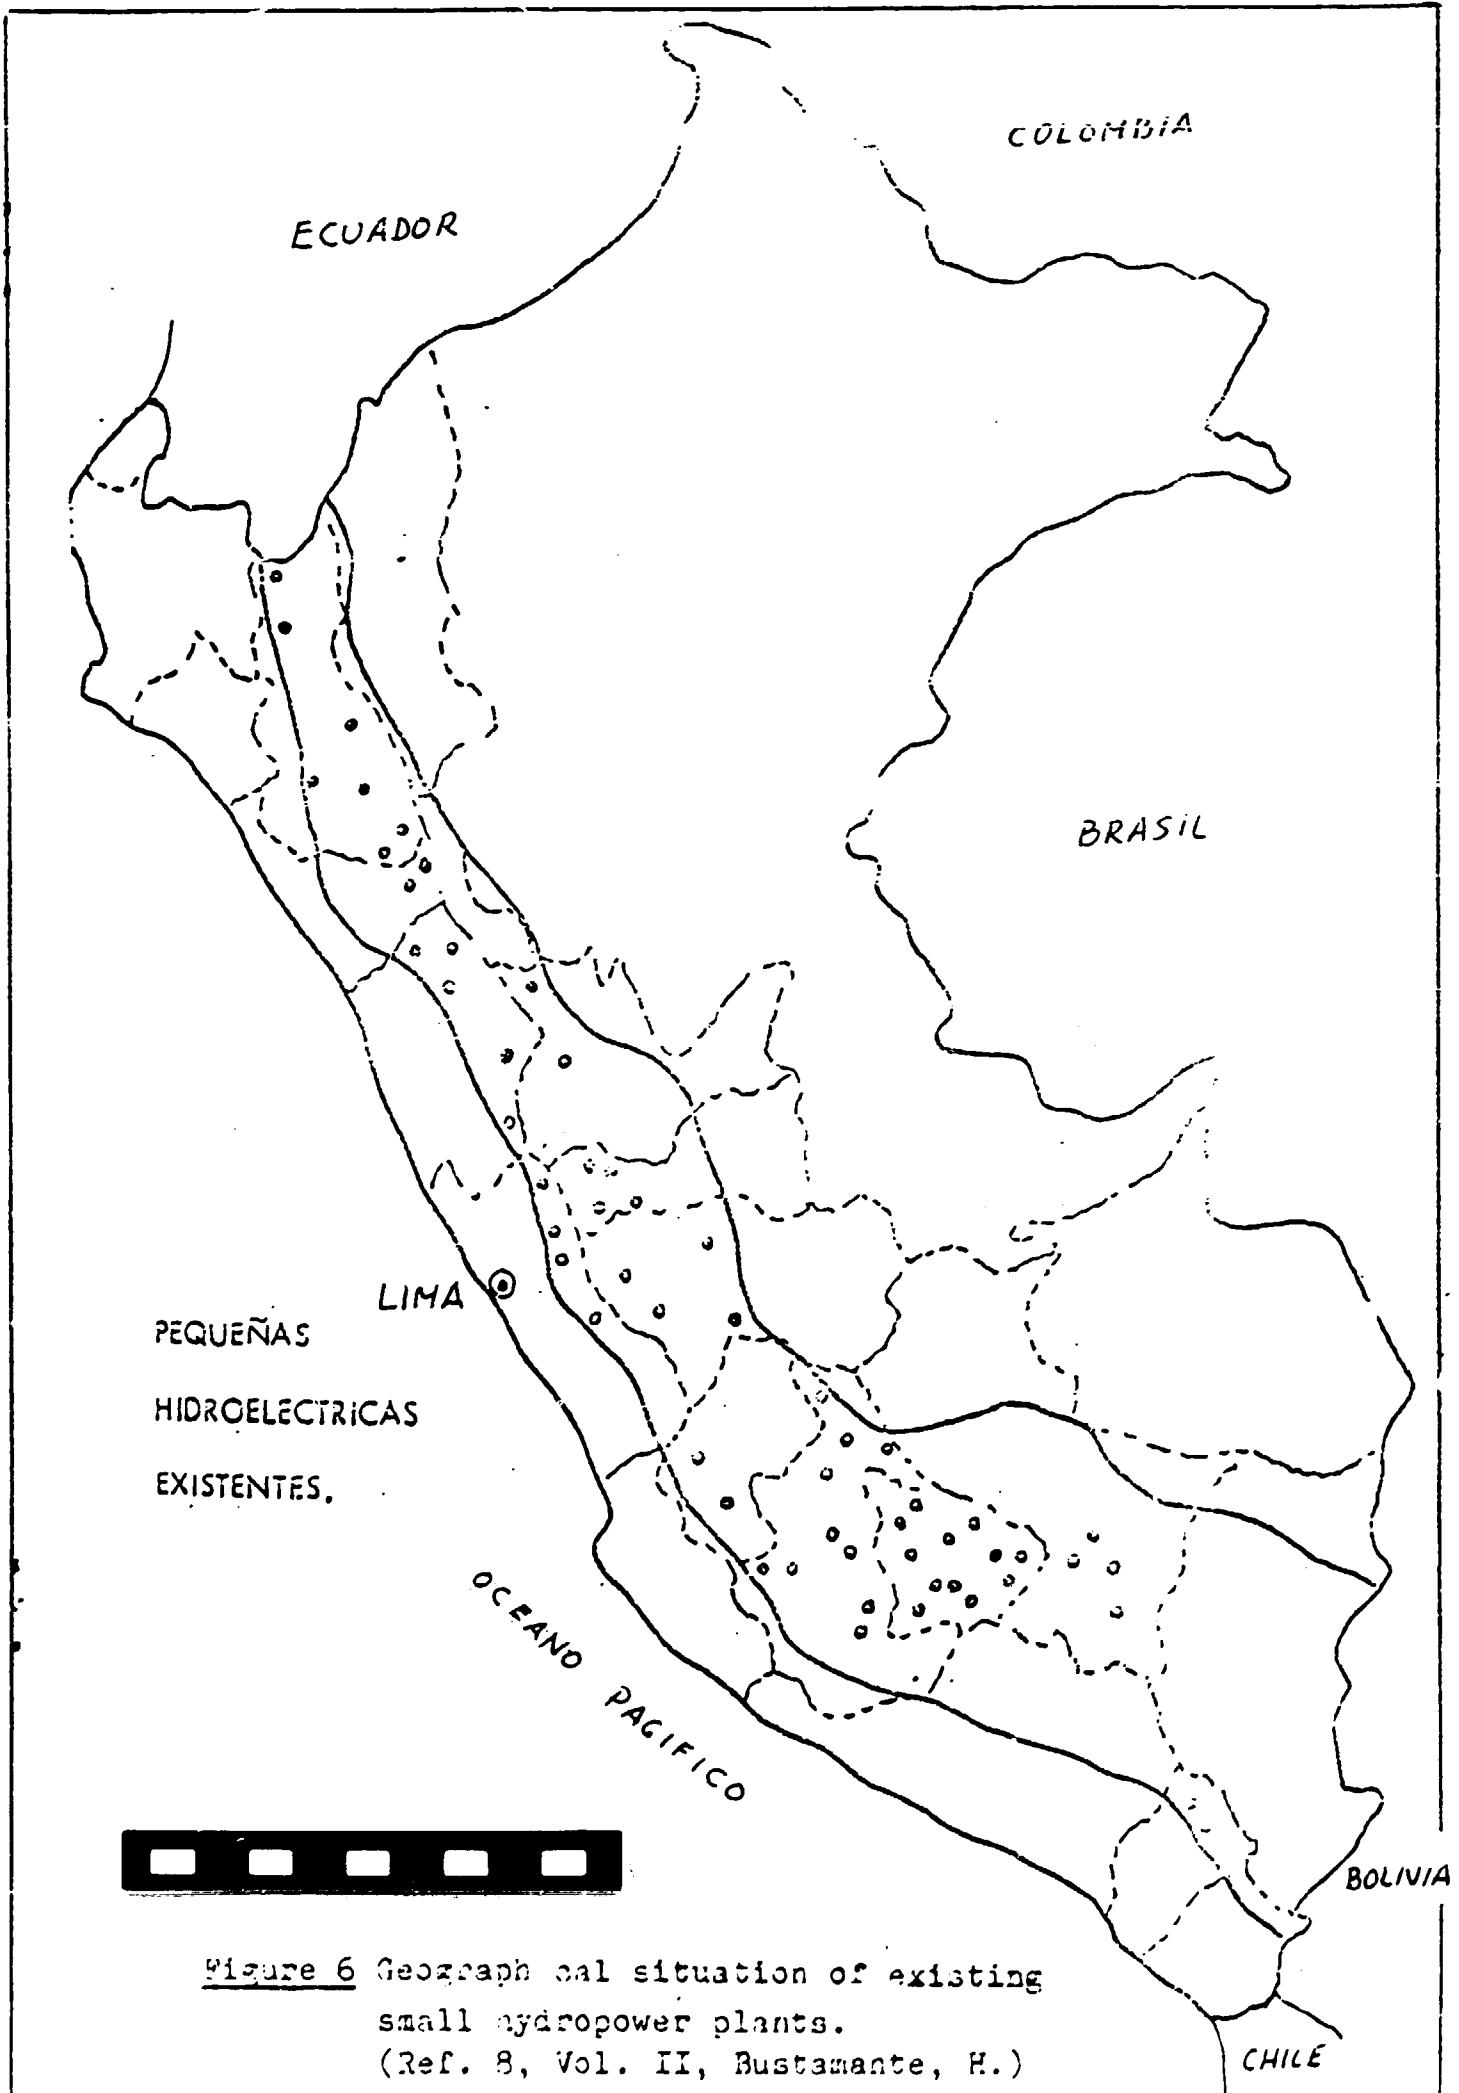 COLOMBIA
ECUADOR
BRASIL
LIMA
PEQUEÑAS
HIDROELECTRICAS
EXISTENTES.
OCEANO PACIFICO
BOLIVIA
Figure 6 Geograph cal situation of existing
small hydropower plants.
(Ref. 8, Vol. II, Bustamante, H.)
CHILE